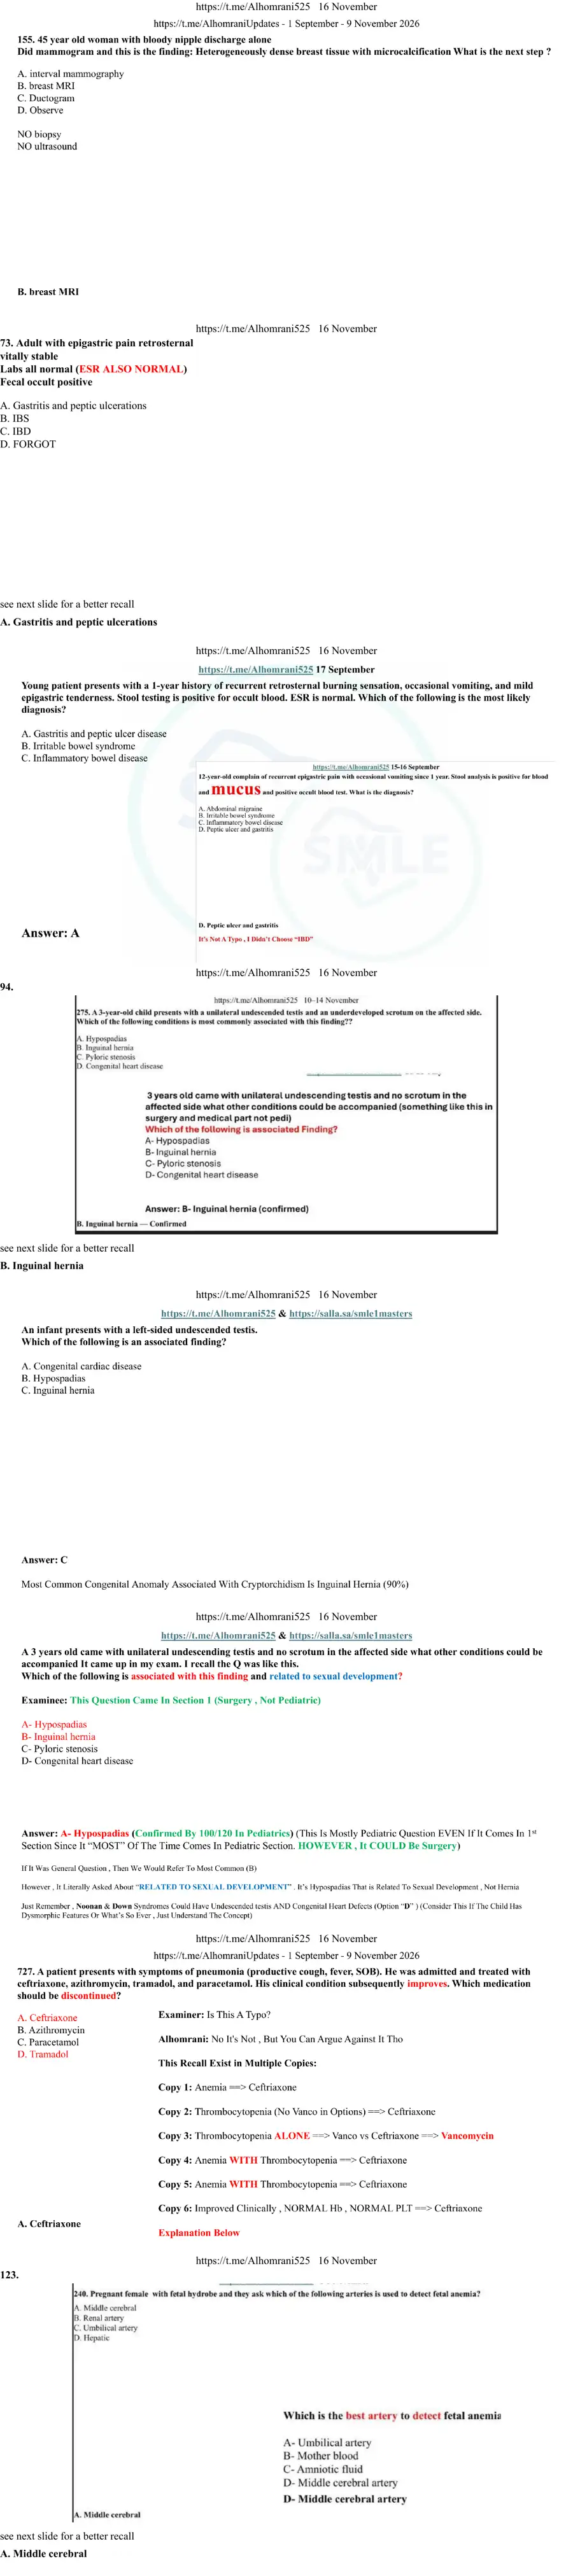 https://t.me/Alhomrani525 16 November
https://t.me/AlhomraniUpdates - 1 September - 9 November 2026
155. 45 year old woman with bloody nipple discharge alone
Did mammogram and this is the finding: Heterogeneously dense breast tissue with microcalcification What is the next step ?
A. interval mammography
B. breast MRI
C. Ductogram
D. Observe
NO biopsy
NO ultrasound
B. breast MRI
https://t.me/Alhomrani525 16 November
73. Adult with epigastric pain retrosternal
vitally stable
Labs all normal (ESR ALSO NORMAL)
Fecal occult positive
A. Gastritis and peptic ulcerations
B. IBS
C. IBD
D. FORGOT
see next slide for a better recall
A. Gastritis and peptic ulcerations
https://t.me/Alhomrani525 16 November
https://t.me/Alhomrani525 17 September
Young patient presents with a 1-year history of recurrent retrosternal burning sensation, occasional vomiting, and mild
epigastric tenderness. Stool testing is positive for occult blood. ESR is normal. Which of the following is the most likely
diagnosis?
A. Gastritis and peptic ulcer disease
B. Irritable bowel syndrome
C. Inflammatory bowel disease
https://t.me/Alhomrani525 15-16 September
12-year-old complain of recurrent epigastric pain with occasional vomiting since 1 year. Stool analysis is positive for blood
and mucus and positive occult blood test. What is the diagnosis?
A. Abdominal migraine
B. Irritable bowel syndrome
C. Inflammatory bowel disease
D. Peptic ulcer and gastritis
SMLE
D. Peptic ulcer and gastritis
It's Not A Typo , I Didn't Choose "IBD"
Answer: A
https://t.me/Alhomrani525 16 November
94.
https://t.me/Alhomrani525 10-14 November
275. A 3-year-old child presents with a unilateral undescended testis and an underdeveloped scrotum on the affected side.
Which of the following conditions is most commonly associated with this finding??
A. Hypospadias
B. Inguinal hernia
C. Pyloric stenosis
D. Congenital heart disease
3 years old came with unilateral undescending testis and no scrotum in the
affected side what other conditions could be accompanied (something like this in
surgery and medical part not pedi)
Which of the following is associated Finding?
A- Hypospadias
B- Inguinal hernia
C- Pyloric stenosis
D- Congenital heart disease
Answer: B- Inguinal hernia (confirmed)
B. Inguinal hernia — Confirmed
see next slide for a better recall
B. Inguinal hernia
https://t.me/Alhomrani525 16 November
https://t.me/Alhomrani525 & https://salla.sa/smle1masters
An infant presents with a left-sided undescended testis.
Which of the following is an associated finding?
A. Congenital cardiac disease
B. Hypospadias
C. Inguinal hernia
Answer: C
Most Common Congenital Anomaly Associated With Cryptorchidism Is Inguinal Hernia (90%)
https://t.me/Alhomrani525 16 November
https://t.me/Alhomrani525 & https://salla.sa/smle1masters
A 3 years old came with unilateral undescending testis and no scrotum in the affected side what other conditions could be
accompanied It came up in my exam. I recall the Q was like this.
Which of the following is associated with this finding and related to sexual development?
Examinee: This Question Came In Section 1 (Surgery , Not Pediatric)
A- Hypospadias
B- Inguinal hernia
C- Pyloric stenosis
D- Congenital heart disease
Answer: A- Hypospadias (Confirmed By 100/120 In Pediatrics) (This Is Mostly Pediatric Question EVEN If It Comes In 1st
Section Since It "MOST" Of The Time Comes In Pediatric Section. HOWEVER , It COULD Be Surgery)
If It Was General Question , Then We Would Refer To Most Common (B)
However , It Literally Asked About "RELATED TO SEXUAL DEVELOPMENT" . It's Hypospadias That is Related To Sexual Development , Not Hernia
Just Remember , Noonan & Down Syndromes Could Have Undescended testis AND Congenital Heart Defects (Option "D" ) (Consider This If The Child Has
Dysmorphic Features Or What's So Ever , Just Understand The Concept)
https://t.me/Alhomrani525 16 November
https://t.me/AlhomraniUpdates - 1 September - 9 November 2026
727. A patient presents with symptoms of pneumonia (productive cough, fever, SOB). He was admitted and treated with
ceftriaxone, azithromycin, tramadol, and paracetamol. His clinical condition subsequently improves. Which medication
should be discontinued?
A. Ceftriaxone
B. Azithromycin
C. Paracetamol
D. Tramadol
Examiner: Is This A Typo?
Alhomrani: No It's Not , But You Can Argue Against It Tho
This Recall Exist in Multiple Copies:
Copy 1: Anemia ==> Ceftriaxone
Copy 2: Thrombocytopenia (No Vanco in Options) ==> Ceftriaxone
Copy 3: Thrombocytopenia ALONE ==> Vanco vs Ceftriaxone ==> Vancomycin
Copy 4: Anemia WITH Thrombocytopenia ==> Ceftriaxone
Copy 5: Anemia WITH Thrombocytopenia ==> Ceftriaxone
Copy 6: Improved Clinically , NORMAL Hb , NORMAL PLT ==> Ceftriaxone
A. Ceftriaxone
Explanation Below
https://t.me/Alhomrani525 16 November
123.
240. Pregnant female with fetal hydrobe and they ask which of the following arteries is used to detect fetal anemia?
A. Middle cerebral
B. Renal artery
C. Umbilical artery
D. Hepatic
Which is the best artery to detect fetal anemia
A- Umbilical artery
B- Mother blood
C- Amniotic fluid
D- Middle cerebral artery
D- Middle cerebral artery
A. Middle cerebral
see next slide for a better recall
A. Middle cerebral